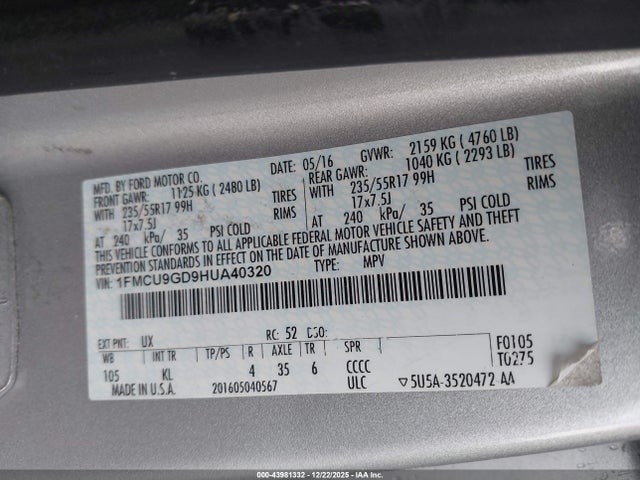 MFD. BY FORD MOTOR CO.
DATE: 05/16 GVWR: 2159 KG ( 4760 LB)
FRONT GAWR: 1125 KG ( 2480 LB) REAR GAWR: 1040 KG ( 2293 LB)
WITH 235/55R17 99H TIRES WITH 235/55R17 99H TIRES
17x7.5J RIMS 17x7.5J RIMS
AT 240 kPa/ 35 PSI COLD AT 240 kPa/ 35 PSI COLD
THIS VEHICLE CONFORMS TO ALL APPLICABLE FEDERAL MOTOR VEHICLE SAFETY AND THEFT
PREVENTION STANDARDS IN EFFECT ON THE DATE OF MANUFACTURE SHOWN ABOVE.
VIN: 1FMCU9GD9HUA40320 TYPE: MPV
EXT PNT: UX RC: 52 DSO: F0105
WB INT TR TP/PS R AXLE TR SPR T0275
105 KL 4 35 6 CCCC
MADE IN U.S.A. 201605040567 ULC ▽5U5A-3520472 AA
000-43981332 - 12/22/2025 - IAA, Inc.